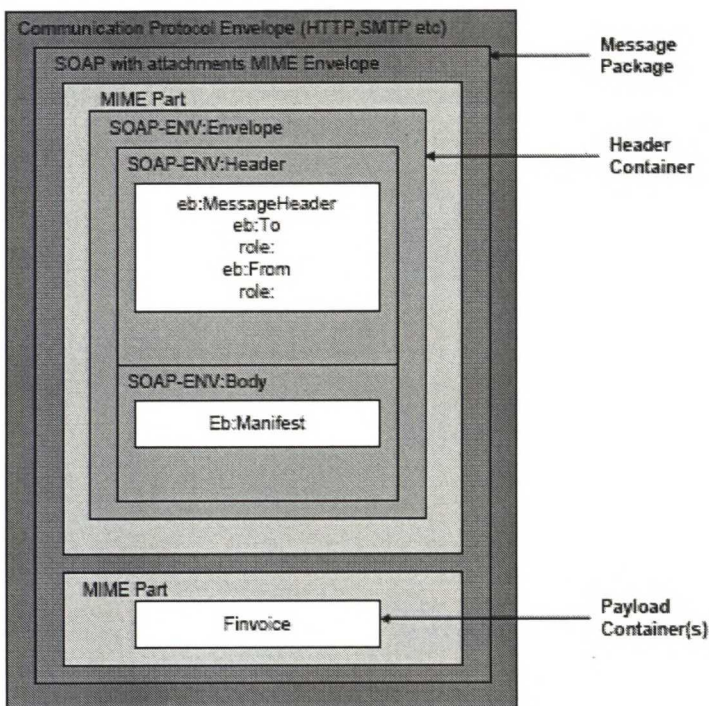 Communication Protocol Envelope (HTTP,SMTP etc)
SOAP with attachments MIME Envelope
Message
Package
MIME Part
SOAP-ENV:Envelope
SOAP-ENV:Header
Header
Container
eb:MessageHeader
eb:To
role:
eb:From
role:
SOAP-ENV:Body
Eb:Manifest
MIME Part
Finvoice
Payload
Container(s)